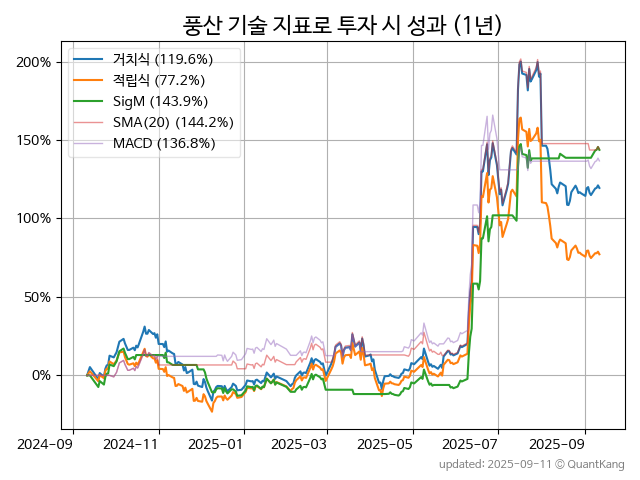 풍산 기술 지표로 투자 시 성과 (1년)
거치식 (119.6%)
적립식 (77.2%)
SigM (143.9%)
SMA(20) (144.2%)
MACD (136.8%)
200%
150%
100%
50%
0%
2024-09 2024-11 2025-01 2025-03 2025-05 2025-07 2025-09
updated: 2025-09-11 © QuantKang